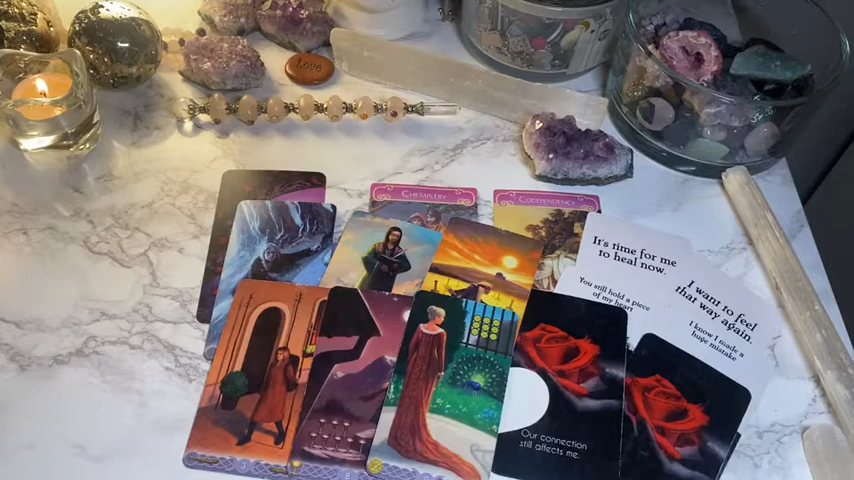 Love
CHEMISTRY
CODEPENDENCY
It's time for me
to heal now.
You still hold a piece
of my heart.
I want to feel
that way again.
I know I made a
huge mistake.
Our connection
still affects me.